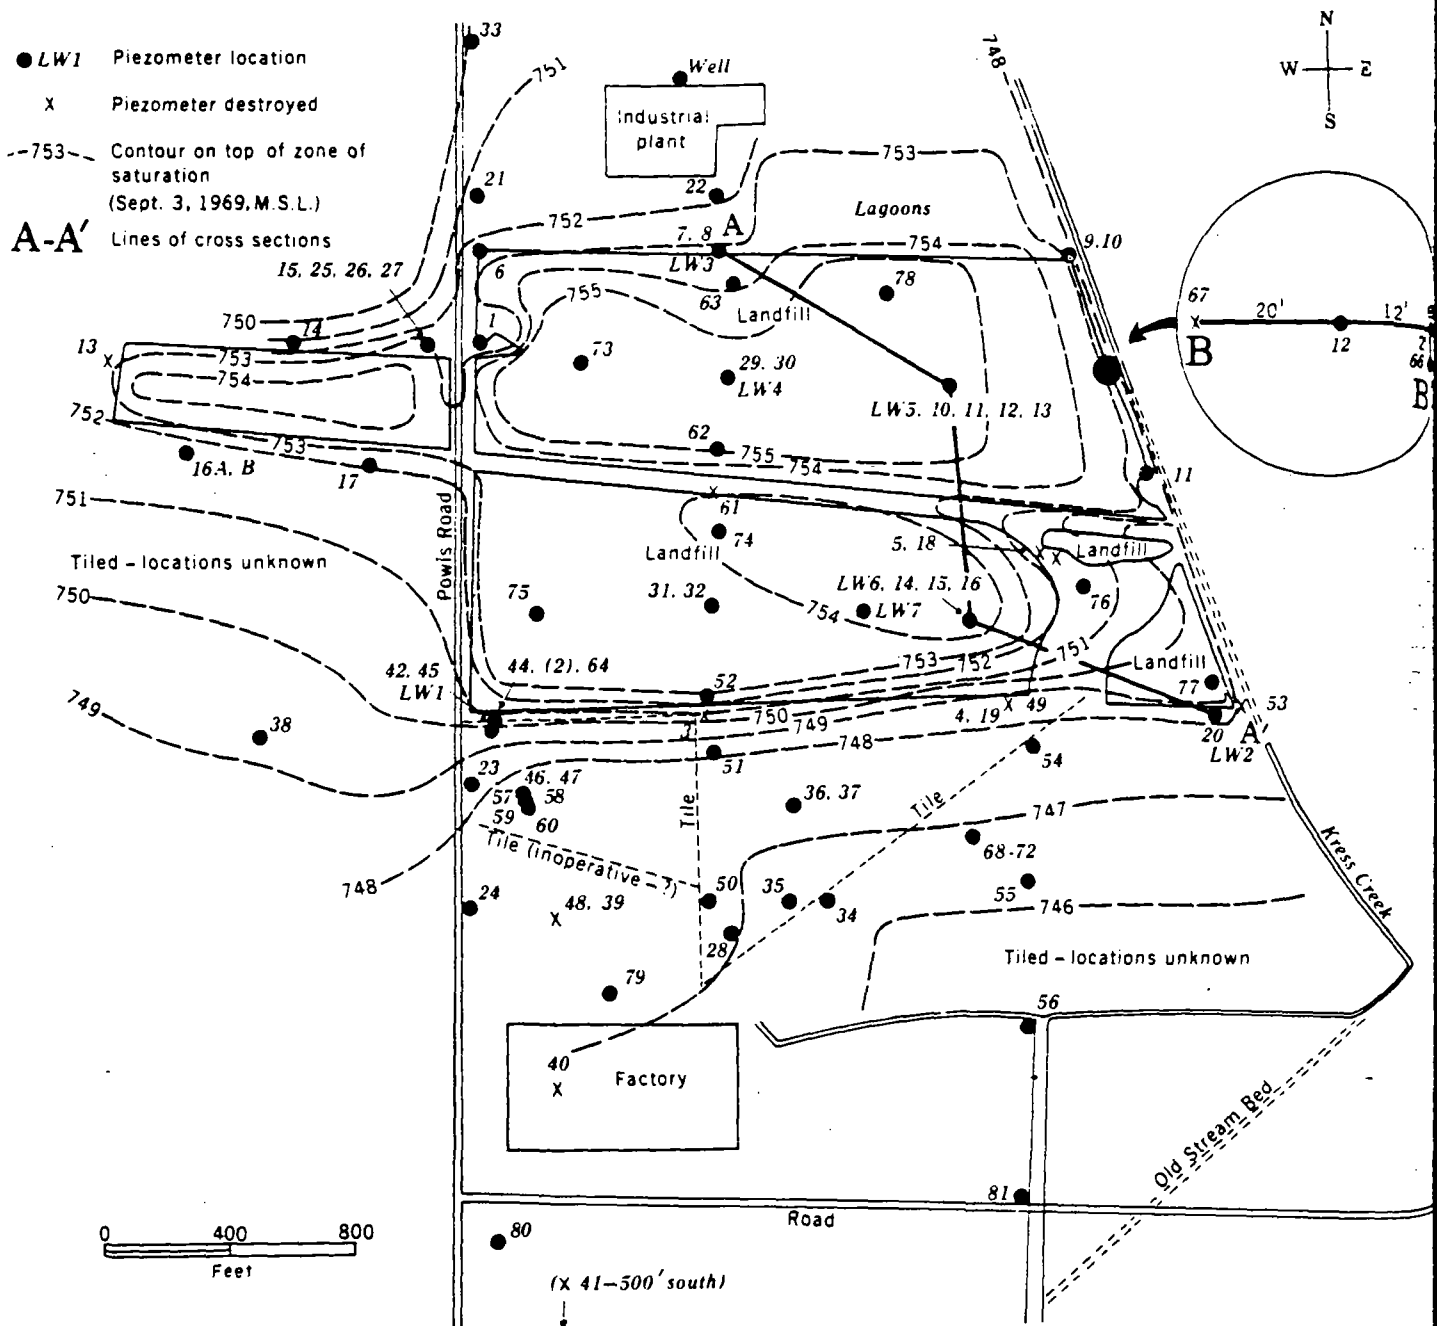 LW1 Piezometer location
x Piezometer destroyed
753 Contour on top of zone of
saturation
(Sept. 3, 1969, M.S.L.)
A-A' Lines of cross sections
33
751
Well
Industrial
plant
748
N
W E
S
21
22
753
752
A
Lagoons
7, 8
LW3
754
9.10
15, 25, 26, 27
6
755
63
Landfill
78
67
20'
12'
B
12
2
66
B'
750
14
1
13
753
754
73
29. 30
LW4
LW5, 10, 11, 12, 13
752
753
16A, B
17
62
755
754
11
751
61
74
Landfill
5, 18
Landfill
Tiled - locations unknown
Powis Road
750
75
31, 32
754
LW7
LW6, 14, 15, 16
76
753
752
751
Landfill
42, 45
LW1
44, (2), 64
52
77
749
38
3
750
749
748
4, 19
49
53
20
LW2
A'
51
54
23
46, 47
57
58
59
60
Tile
36, 37
Tile
747
Tile (inoperative - ?)
68-72
Kress Creek
748
24
48, 39
50
35
34
55
746
28
Tiled - locations unknown
79
56
40
Factory
Old Stream Bed
81
Road
0 400 800
Feet
80
(x 41-500' south)